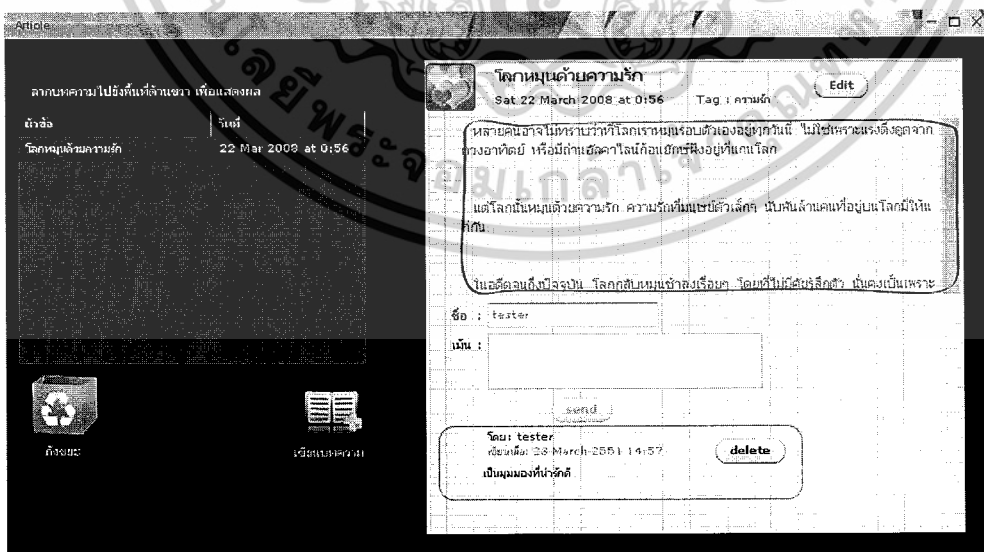 Article
ลากบทความไปยังพื้นที่ด้านขวา เพื่อแสดงผล
หัวข้อ วันที่
โลกหมุนด้วยความรัก 22 Mar 2008 at 0:56
ถังขยะ
เขียนบทความ
โลกหมุนด้วยความรัก
Sat 22 March 2008 at 0:56 Tag : ความรัก
Edit
หลายคนอาจไม่ทราบว่าที่โลกเราหมุนรอบตัวเองอยู่ทุกวันนี้ ไม่ใช่เพราะแรงดึงดูดจาก
ดวงอาทิตย์ หรือมีถ่านอัลคาไลน์ก้อนยักษ์ฝังอยู่ที่แกนโลก
แต่โลกนั้นหมุนด้วยความรัก ความรักที่มนุษย์ตัวเล็กๆ นับพันล้านคนที่อยู่บนโลกมีให้แ
ก่กัน
ในอดีตจนถึงปัจจุบัน โลกกลับหมุนช้าลงเรื่อยๆ โดยที่ไม่มีใครรู้สึกตัว นั่นคงเป็นเพราะ
ชื่อ : tester
เม้น :
send
โดย: tester
เขียนเมื่อ: 23-March-2551 14:57
delete
เป็นมุมมองที่น่ารักดี